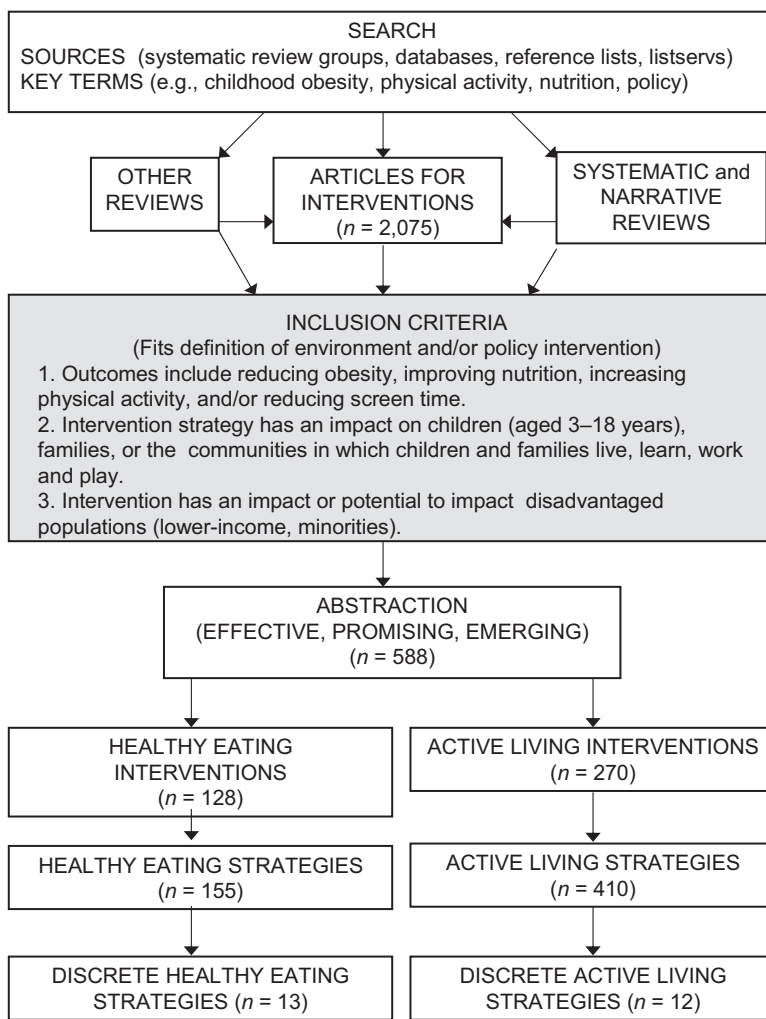 SEARCH
SOURCES (systematic review groups, databases, reference lists, listservs)
KEY TERMS (e.g., childhood obesity, physical activity, nutrition, policy)
OTHER
REVIEWS
ARTICLES FOR
INTERVENTIONS
(n = 2,075)
SYSTEMATIC and
NARRATIVE
REVIEWS
INCLUSION CRITERIA
(Fits definition of environment and/or policy intervention)
1. Outcomes include reducing obesity, improving nutrition, increasing
physical activity, and/or reducing screen time.
2. Intervention strategy has an impact on children (aged 3–18 years),
families, or the communities in which children and families live, learn, work
and play.
3. Intervention has an impact or potential to impact disadvantaged
populations (lower-income, minorities).
ABSTRACTION
(EFFECTIVE, PROMISING, EMERGING)
(n = 588)
HEALTHY EATING
INTERVENTIONS
(n = 128)
ACTIVE LIVING INTERVENTIONS
(n = 270)
HEALTHY EATING STRATEGIES
(n = 155)
ACTIVE LIVING STRATEGIES
(n = 410)
DISCRETE HEALTHY EATING
STRATEGIES (n = 13)
DISCRETE ACTIVE LIVING
STRATEGIES (n = 12)